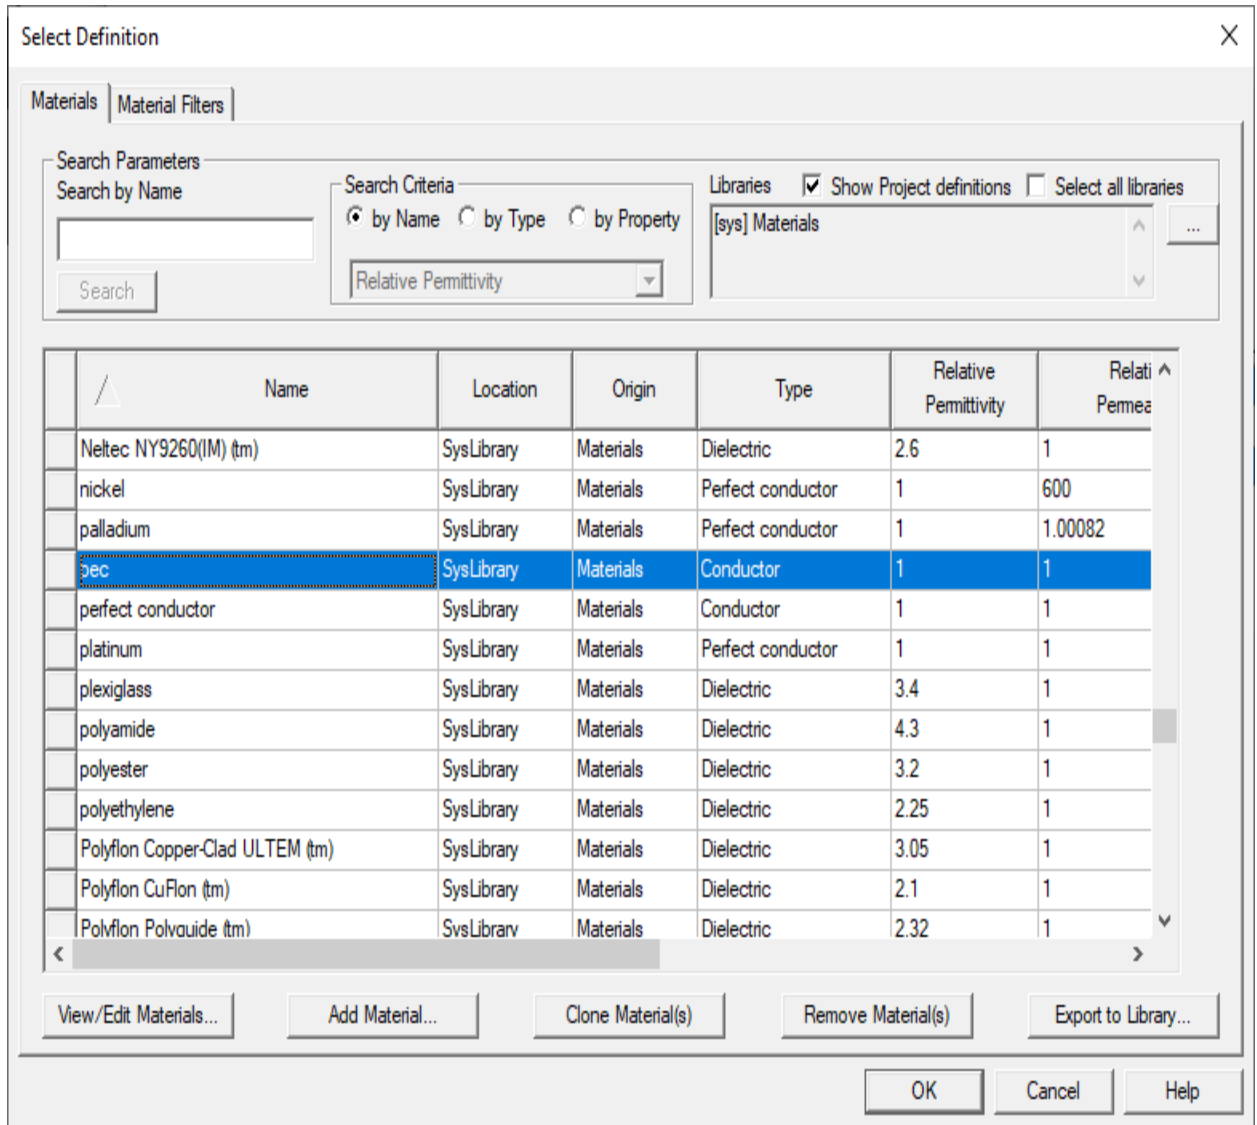 Select Definition
Materials Material Filters
Search Parameters
Search by Name
Search Criteria
by Name by Type by Property
Relative Permittivity
Search
Libraries Show Project definitions Select all libraries
[sys] Materials
...
Name Location Origin Type Relative Permittivity Relati Permea
Neltec NY9260(IM) (tm) SysLibrary Materials Dielectric 2.6 1
nickel SysLibrary Materials Perfect conductor 1 600
palladium SysLibrary Materials Perfect conductor 1 1.00082
pec SysLibrary Materials Conductor 1 1
perfect conductor SysLibrary Materials Conductor 1 1
platinum SysLibrary Materials Perfect conductor 1 1
plexiglass SysLibrary Materials Dielectric 3.4 1
polyamide SysLibrary Materials Dielectric 4.3 1
polyester SysLibrary Materials Dielectric 3.2 1
polyethylene SysLibrary Materials Dielectric 2.25 1
Polyflon Copper-Clad ULTEM (tm) SysLibrary Materials Dielectric 3.05 1
Polyflon CuFlon (tm) SysLibrary Materials Dielectric 2.1 1
Polyflon Polyguide (tm) SysLibrary Materials Dielectric 2.32 1
View/Edit Materials... Add Material... Clone Material(s) Remove Material(s) Export to Library...
OK Cancel Help